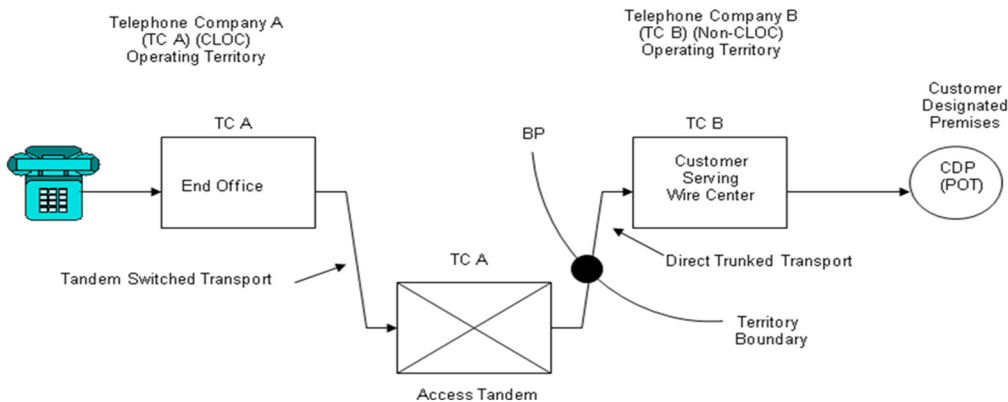 Telephone Company A
(TC A) (CLOC)
Operating Territory
Telephone Company B
(TC B) (Non-CLOC)
Operating Territory
Customer
Designated
Premises
TC A
End Office
BP
TC B
Customer
Serving
Wire Center
CDP
(POT)
Tandem Switched Transport
TC A
Direct Trunked Transport
Territory
Boundary
Access Tandem